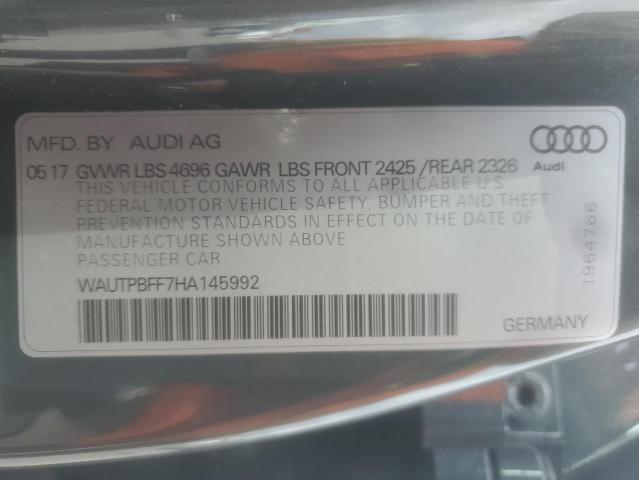 MFD. BY AUDI AG
Audi
05 17 GVWR LBS 4696 GAWR LBS FRONT 2425 /REAR 2326
THIS VEHICLE CONFORMS TO ALL APPLICABLE U.S
FEDERAL MOTOR VEHICLE SAFETY, BUMPER AND THEFT
PREVENTION STANDARDS IN EFFECT ON THE DATE OF
MANUFACTURE SHOWN ABOVE
PASSENGER CAR
WAUTPBFF7HA145992
1964766
GERMANY